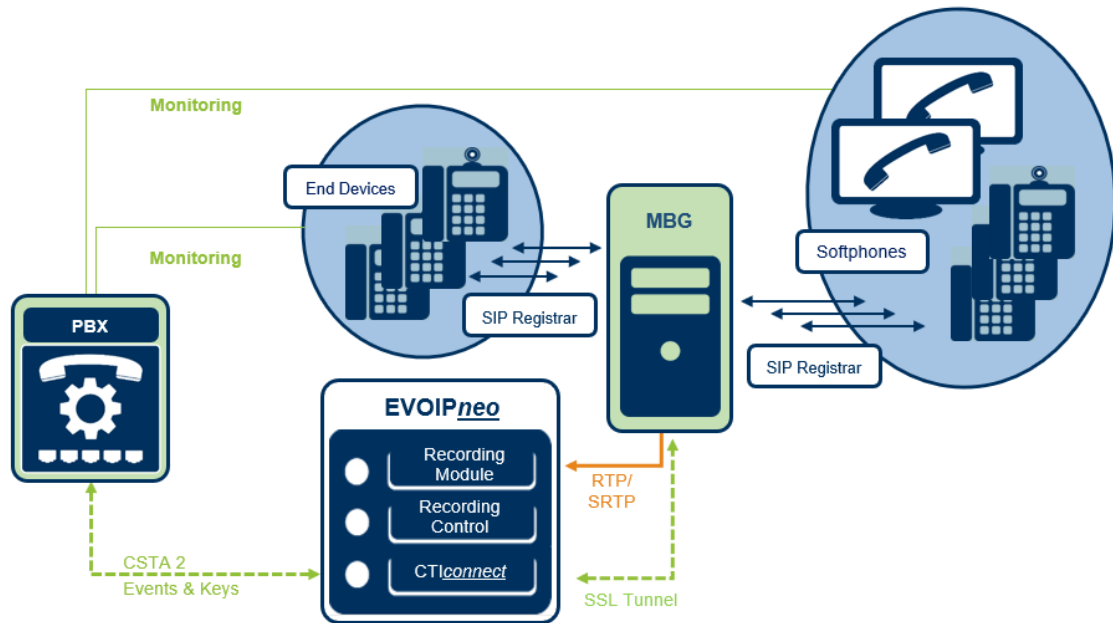 Monitoring
End Devices
Monitoring
MBG
Softphones
SIP Registrar
SIP Registrar
PBX
EVOIPneo
Recording
Module
Recording
Control
CTIconnect
RTP/
SRTP
CSTA 2
Events & Keys
SSL Tunnel